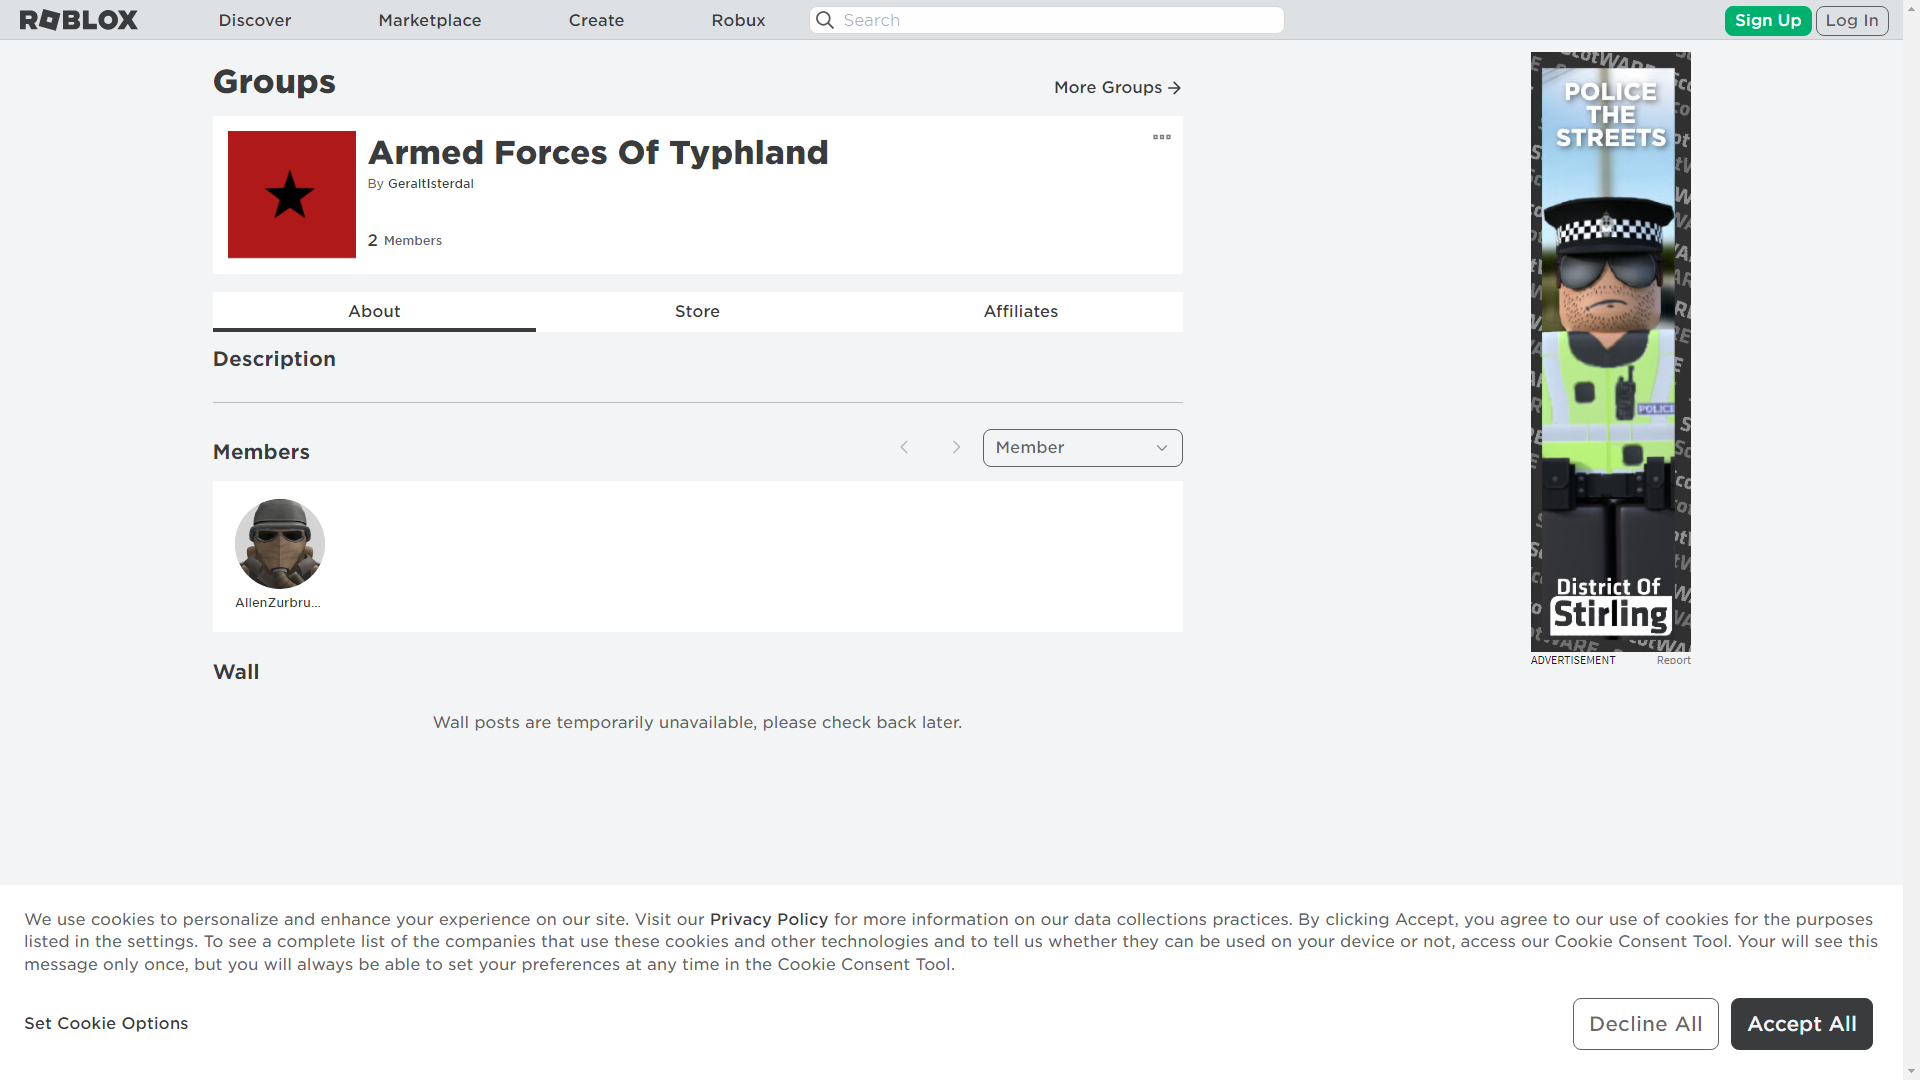 ROBLOX
Discover
Marketplace
Create
Robux
Search
Sign Up
Log In
Groups
More Groups
Armed Forces Of Typhland
By GeraltIsterdal
2 Members
About
Store
Affiliates
Description
Members
Member
AllenZurbru...
Wall
Wall posts are temporarily unavailable, please check back later.
POLICE
THE
STREETS
POLICE
District Of
Stirling
ADVERTISEMENT
Report
We use cookies to personalize and enhance your experience on our site. Visit our Privacy Policy for more information on our data collections practices. By clicking Accept, you agree to our use of cookies for the purposes
listed in the settings. To see a complete list of the companies that use these cookies and other technologies and to tell us whether they can be used on your device or not, access our Cookie Consent Tool. Your will see this
message only once, but you will always be able to set your preferences at any time in the Cookie Consent Tool.
Set Cookie Options
Decline All
Accept All